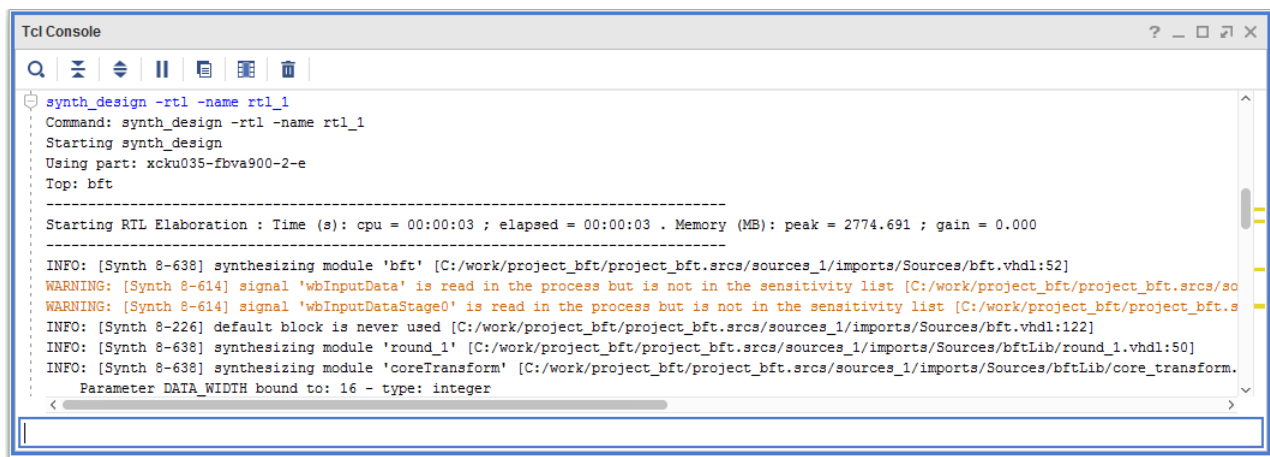 Tcl Console
synth_design -rtl -name rtl_1
Command: synth_design -rtl -name rtl_1
Starting synth_design
Using part: xcku035-fbva900-2-e
Top: bft
---------------------------------------------------------------------------------
Starting RTL Elaboration : Time (s): cpu = 00:00:03 ; elapsed = 00:00:03 . Memory (MB): peak = 2774.691 ; gain = 0.000
---------------------------------------------------------------------------------
INFO: [Synth 8-638] synthesizing module 'bft' [C:/work/project_bft/project_bft.srcs/sources_1/imports/Sources/bft.vhdl:52]
WARNING: [Synth 8-614] signal 'wbInputData' is read in the process but is not in the sensitivity list [C:/work/project_bft/project_bft.srcs/so
WARNING: [Synth 8-614] signal 'wbInputDataStage0' is read in the process but is not in the sensitivity list [C:/work/project_bft/project_bft.s
INFO: [Synth 8-226] default block is never used [C:/work/project_bft/project_bft.srcs/sources_1/imports/Sources/bft.vhdl:122]
INFO: [Synth 8-638] synthesizing module 'round_1' [C:/work/project_bft/project_bft.srcs/sources_1/imports/Sources/bftLib/round_1.vhdl:50]
INFO: [Synth 8-638] synthesizing module 'coreTransform' [C:/work/project_bft/project_bft.srcs/sources_1/imports/Sources/bftLib/core_transform.
Parameter DATA_WIDTH bound to: 16 - type: integer